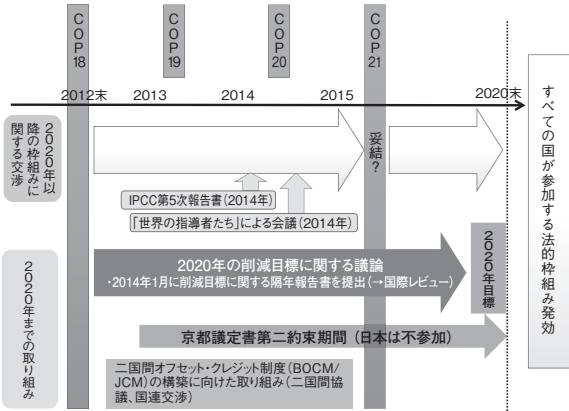 COP18
COP19
COP20
COP21
2012末
2013
2014
2015
2020末
2020年以
降の枠組みに
関する交渉
妥結?
IPCC第5次報告書(2014年)
「世界の指導者たち」による会議(2014年)
すべての国が参加する法的枠組み発効
2020年までの取り組み
2020年の削減目標に関する議論
・2014年1月に削減目標に関する隔年報告書を提出(→国際レビュー)
2020年目標
京都議定書第二約束期間(日本は不参加)
二国間オフセット・クレジット制度(BOCM/
JCM)の構築に向けた取り組み(二国間協
議、国連交渉)